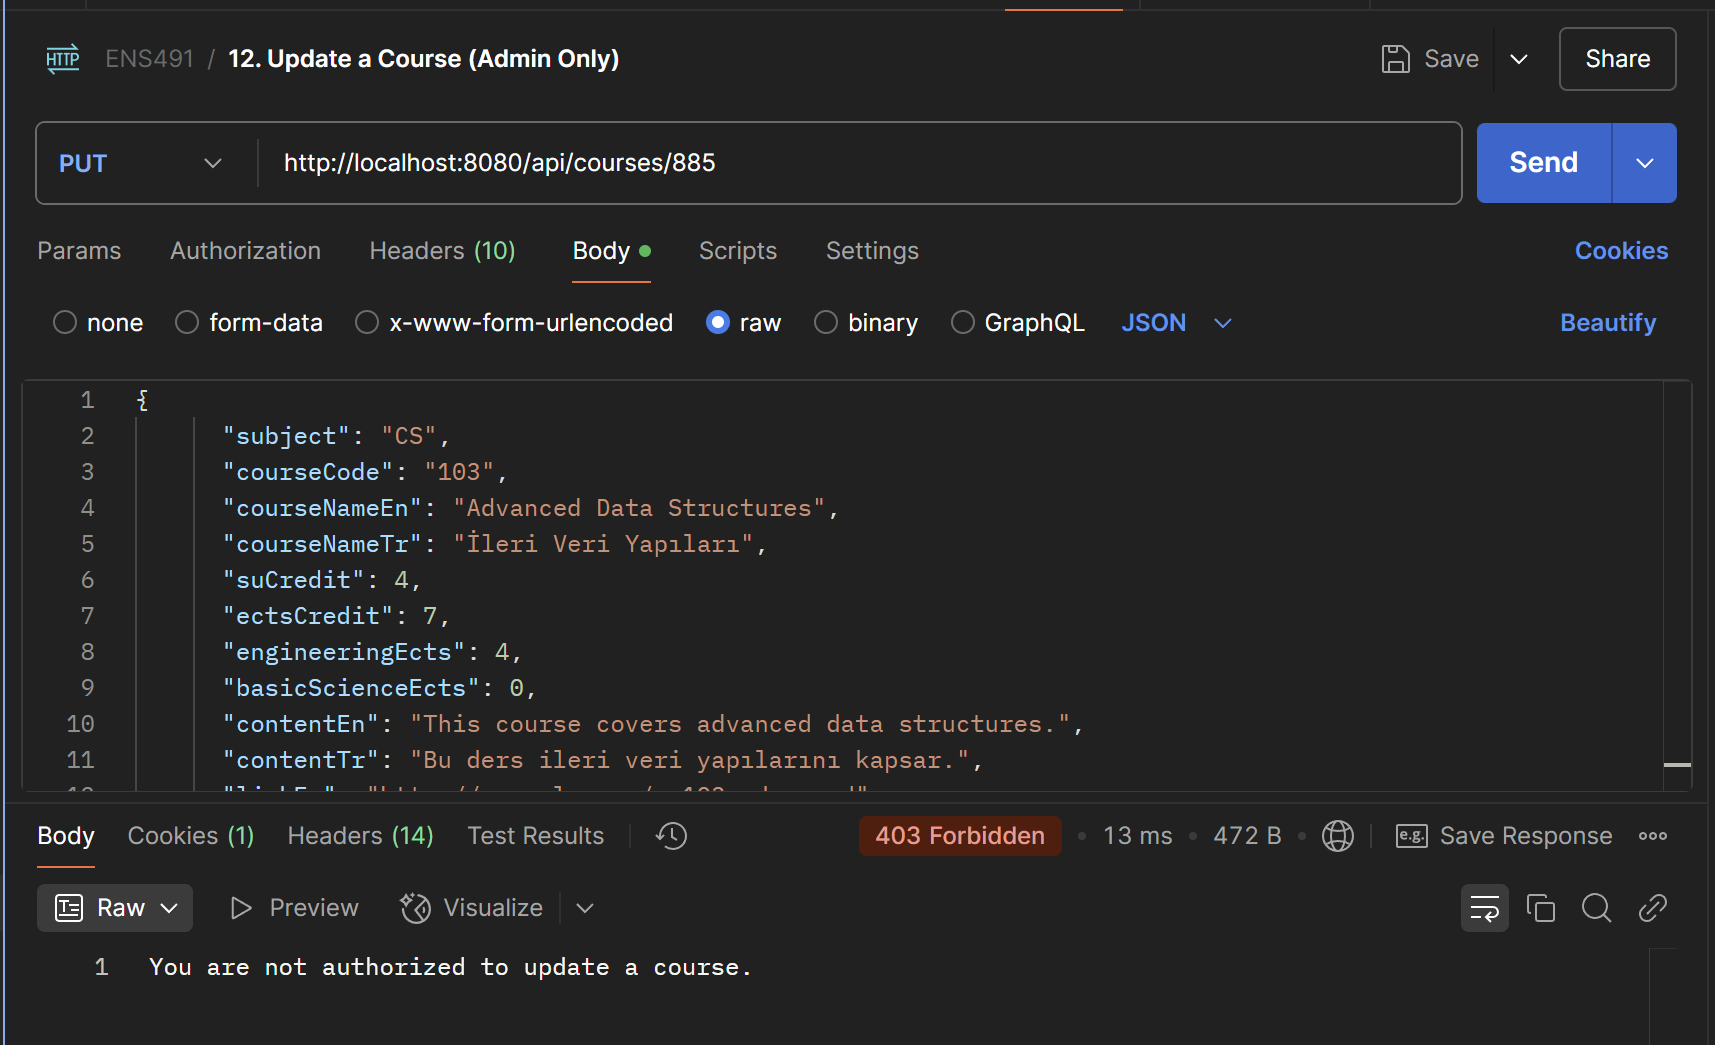 HTTP ENS491 / 12. Update a Course (Admin Only) Save Share
PUT http://localhost:8080/api/courses/885 Send
Params Authorization Headers (10) Body Scripts Settings Cookies
none form-data x-www-form-urlencoded raw binary GraphQL JSON Beautify
1 {
2 "subject": "CS",
3 "courseCode": "103",
4 "courseNameEn": "Advanced Data Structures",
5 "courseNameTr": "İleri Veri Yapıları",
6 "suCredit": 4,
7 "ectsCredit": 7,
8 "engineeringEcts": 4,
9 "basicScienceEcts": 0,
10 "contentEn": "This course covers advanced data structures.",
11 "contentTr": "Bu ders ileri veri yapılarını kapsar.",
Body Cookies (1) Headers (14) Test Results 403 Forbidden 13 ms 472 B e.g. Save Response
Raw Preview Visualize
1 You are not authorized to update a course.